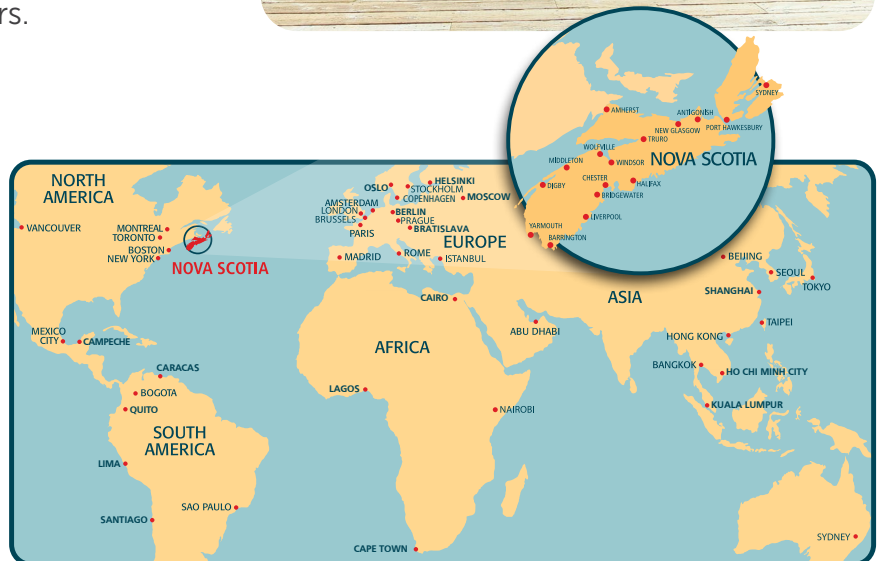 rs.
SYDNEY
AMHERST
ANTIGONISH
NEW GLASGOW
PORT HAWKESBURY
TRURO
WOLFVILLE
WINDSOR
NOVA SCOTIA
MIDDLETON
CHESTER
HALIFAX
DIGBY
BRIDGEWATER
LIVERPOOL
YARMOUTH
BARRINGTON
NORTH
AMERICA
VANCOUVER
MONTREAL
TORONTO
BOSTON
NEW YORK
NOVA SCOTIA
MEXICO
CITY
CAMPECHE
CARACAS
BOGOTA
QUITO
SOUTH
AMERICA
LIMA
SAO PAULO
SANTIAGO
OSLO
HELSINKI
STOCKHOLM
COPENHAGEN
MOSCOW
AMSTERDAM
LONDON
BRUSSELS
BERLIN
PRAGUE
BRATISLAVA
PARIS
EUROPE
MADRID
ROME
ISTANBUL
CAIRO
ABU DHABI
AFRICA
LAGOS
NAIROBI
CAPE TOWN
ASIA
BEIJING
SEOUL
TOKYO
SHANGHAI
TAIPEI
HONG KONG
BANGKOK
HO CHI MINH CITY
KUALA LUMPUR
SYDNEY